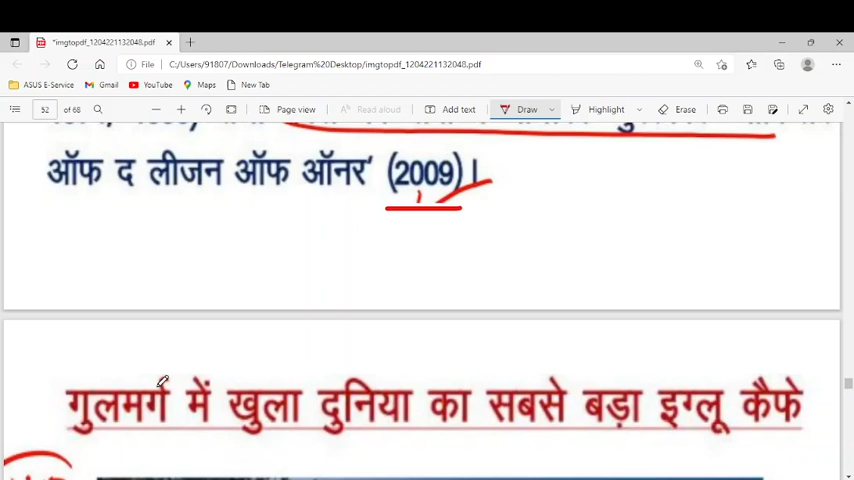 *imgtopdf_1204221132048.pdf
File C:/Users/91807/Downloads/Telegram%20Desktop/imgtopdf_1204221132048.pdf
ASUS E-Service Gmail YouTube Maps New Tab
52 of 68 Page view Read aloud Add text Draw Highlight Erase
ऑफ द लीजन ऑफ ऑनर’ (2009)।
गुलमर्ग में खुला दुनिया का सबसे बड़ा इग्लू कैफे